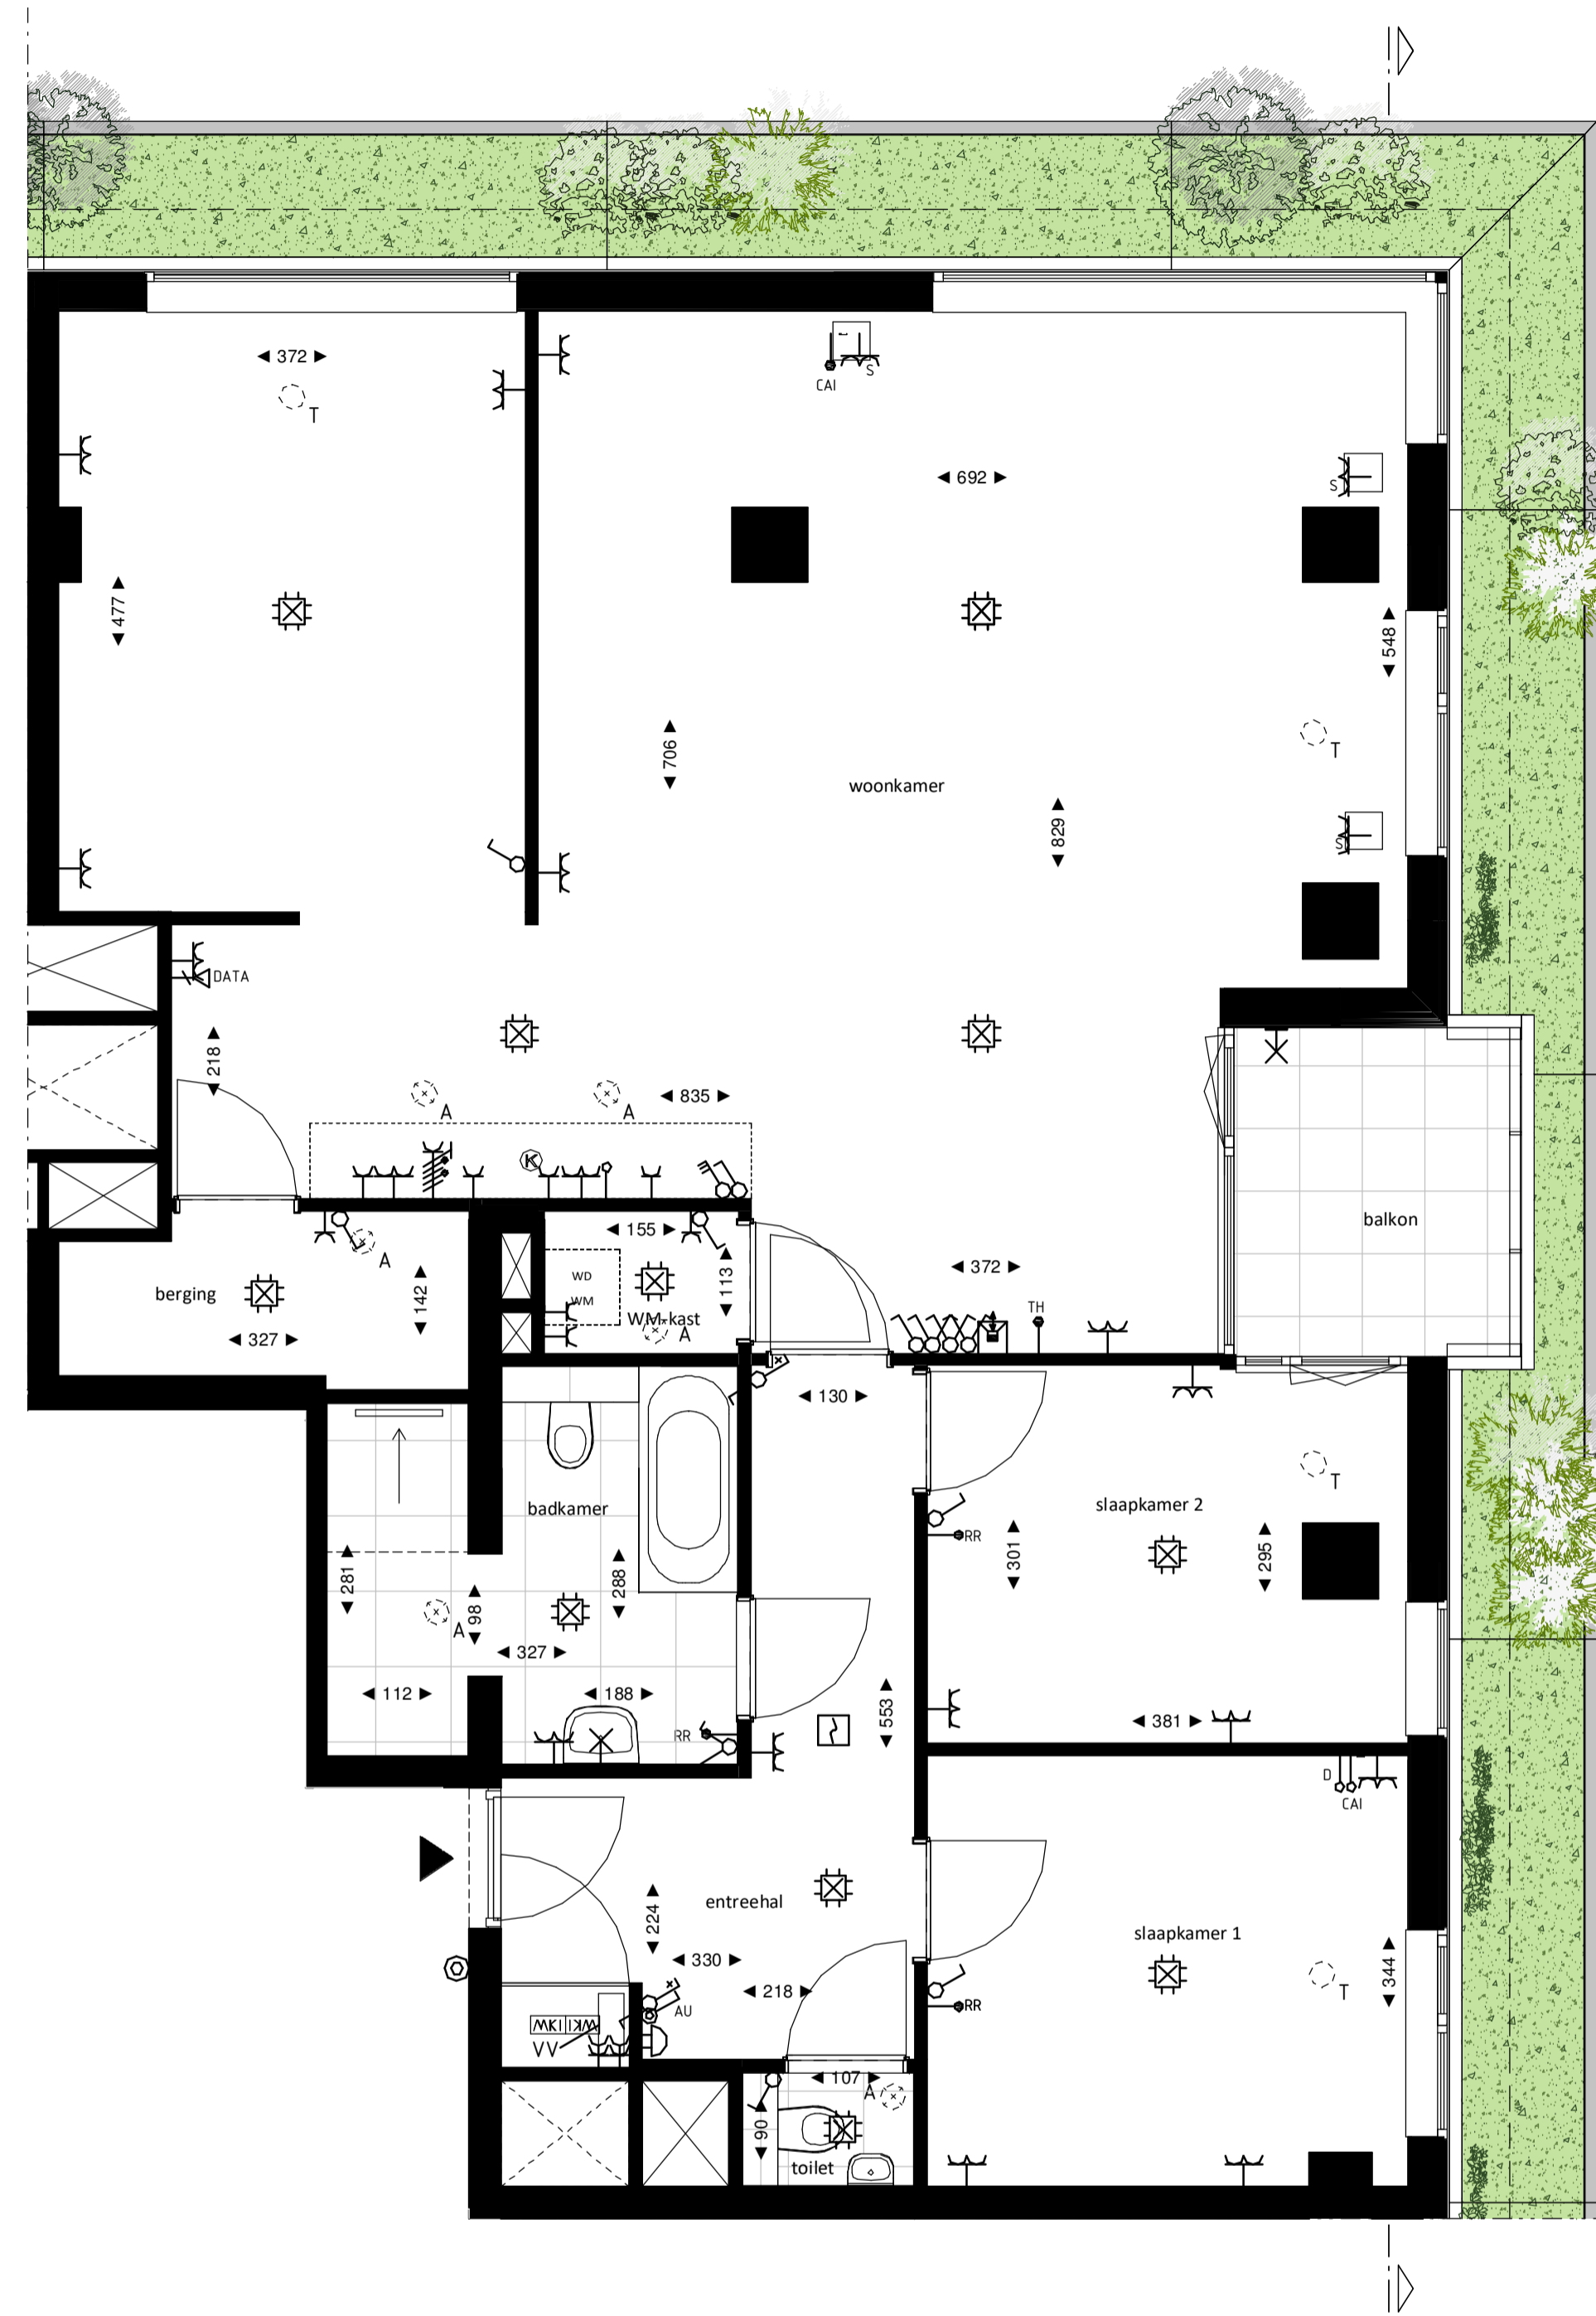 372
T
CAI
S
692
S
477
548
T
706
woonkamer
829
S
DATA
218
835
A
A
K
155
WD
WM
113
WM-kast
A
A
berging
142
327
balkon
372
TH
130
badkamer
slaapkamer 2
T
RR
301
295
281
288
98
A
327
112
188
RR
553
381
D
CAI
entreehal
224
330
218
slaapkamer 1
T
344
RR
AU
VV
107
A
90
toilet